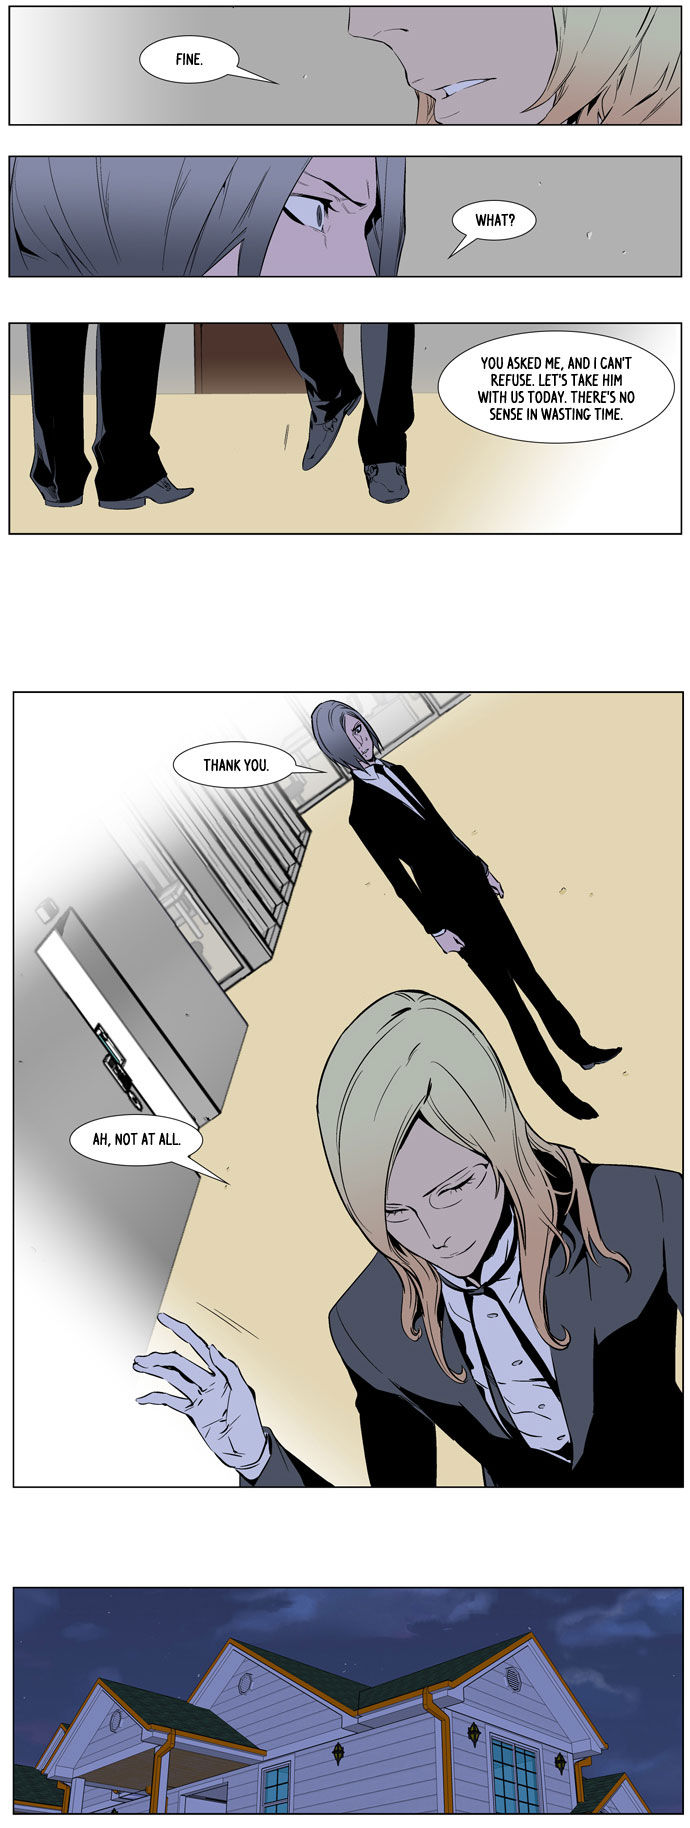 FINE.
WHAT?
YOU ASKED ME, AND I CAN'T
REFUSE. LET'S TAKE HIM
WITH US TODAY. THERE'S NO
SENSE IN WASTING TIME.
THANK YOU.
AH, NOT AT ALL.